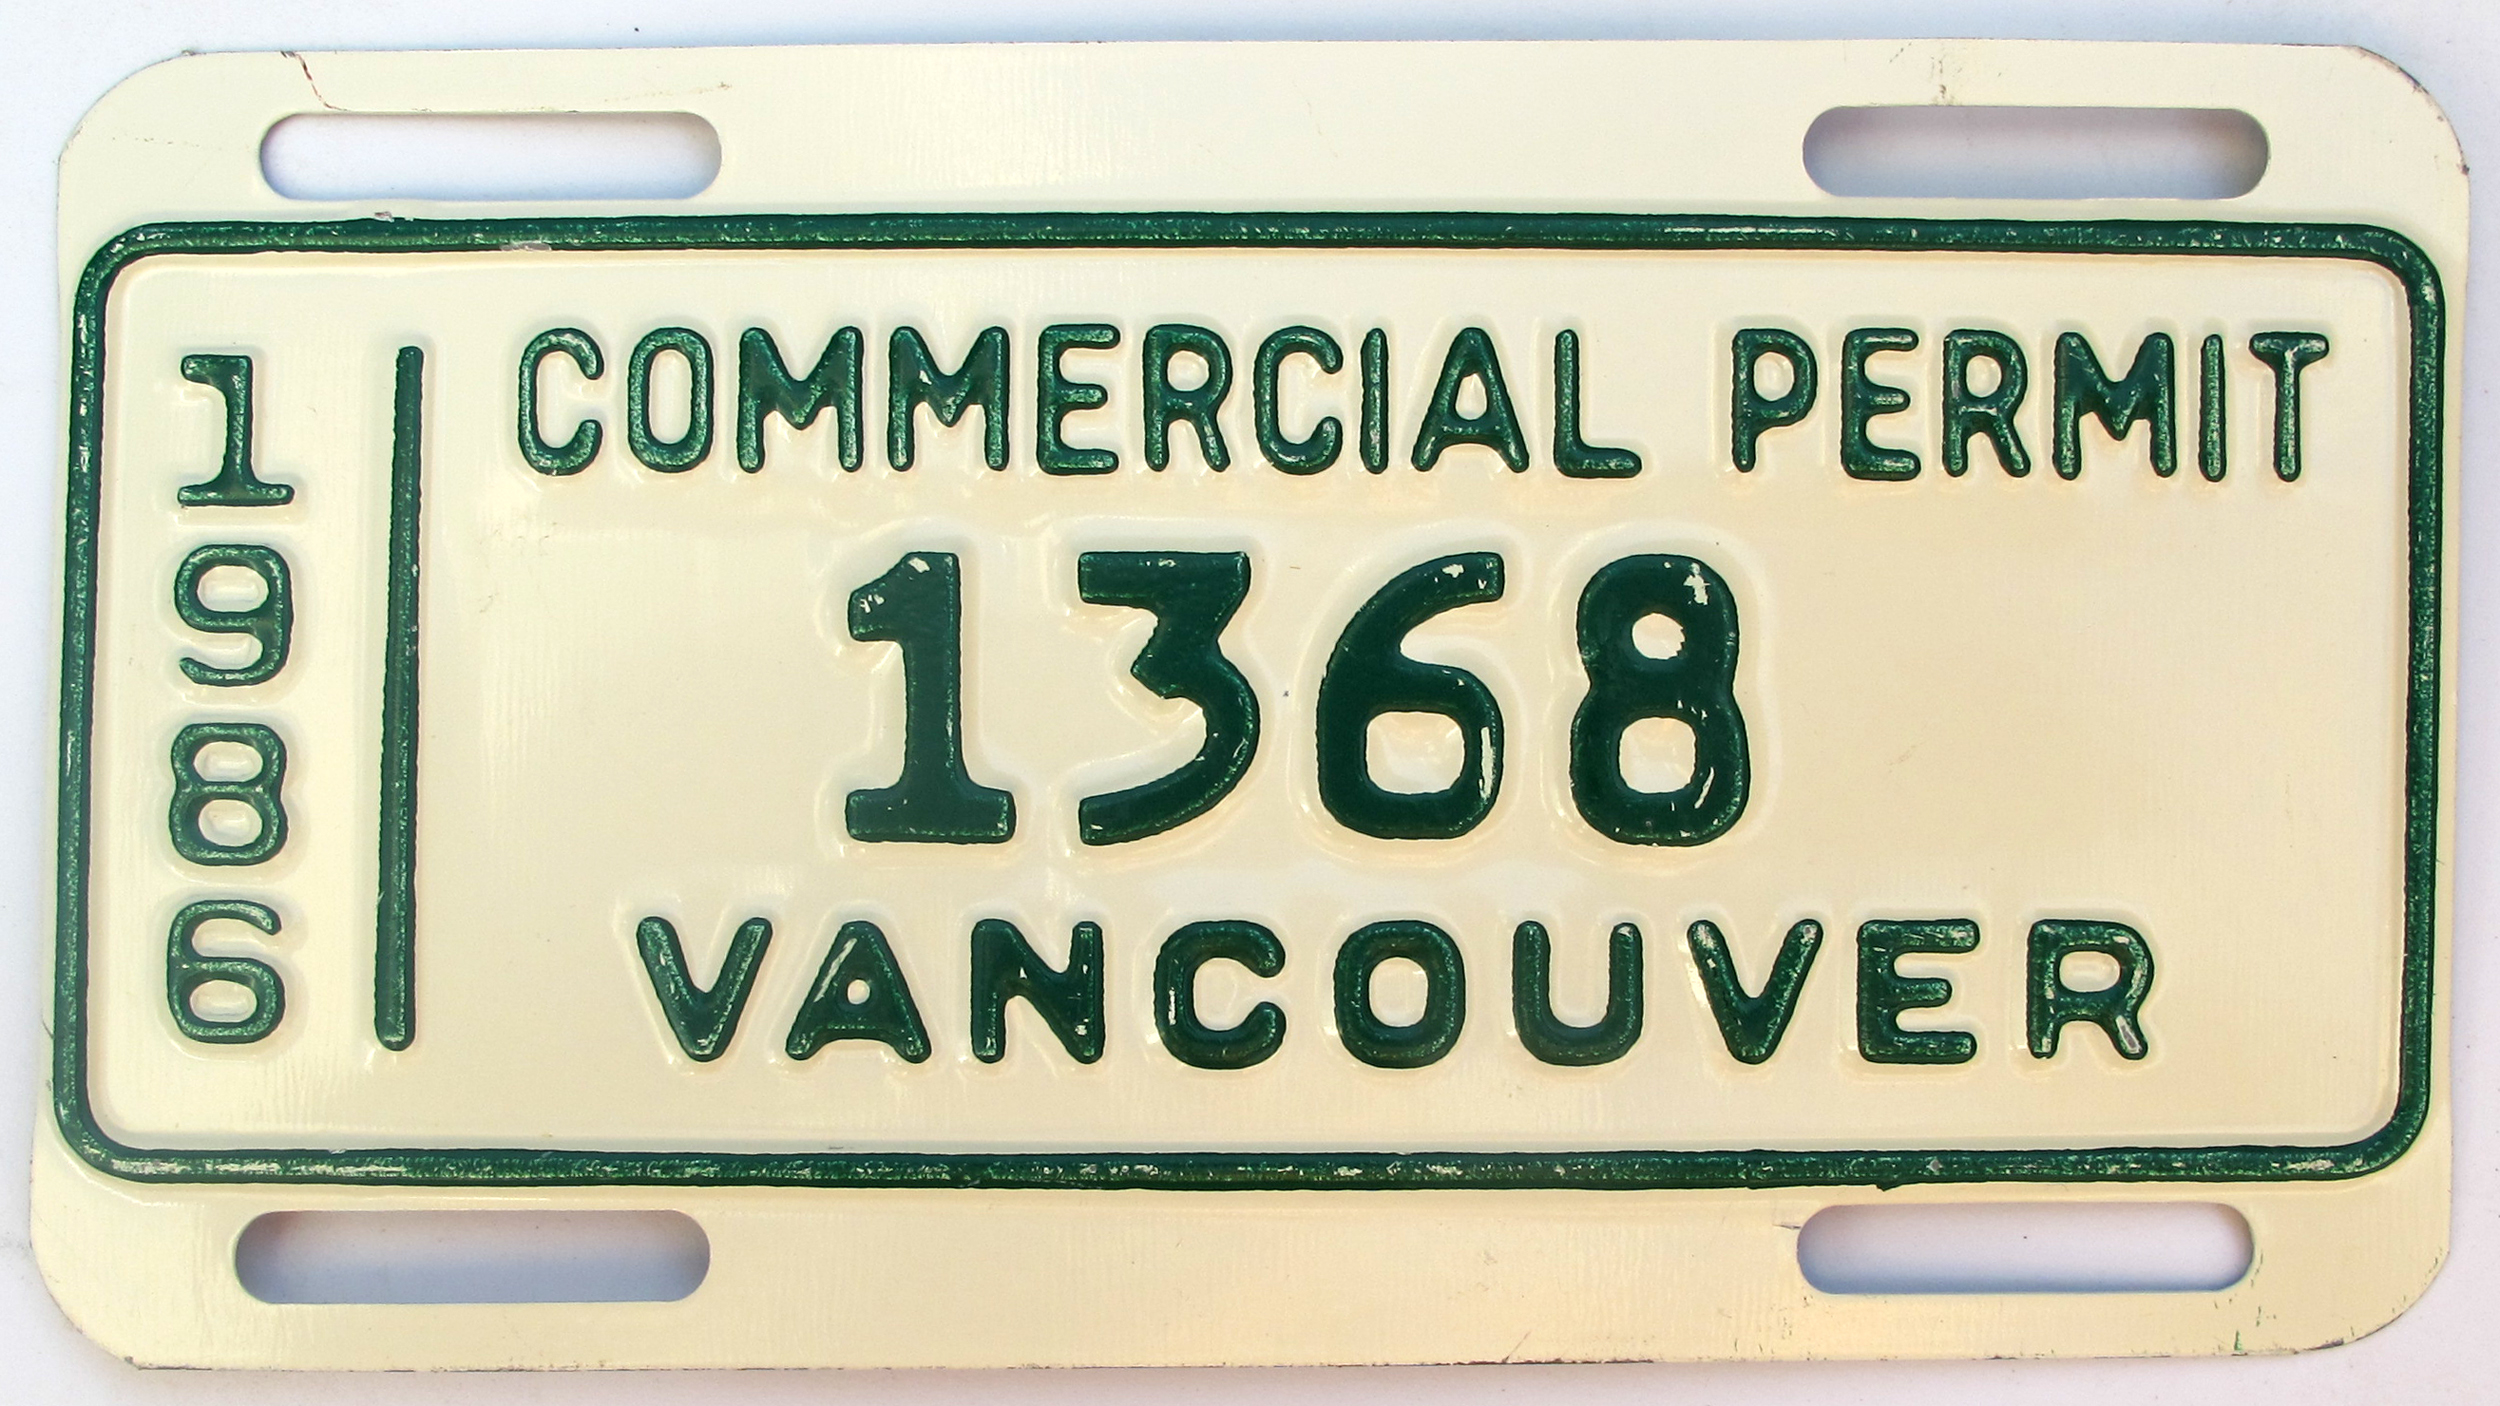 1986
COMMERCIAL PERMIT
1368
VANCOUVER